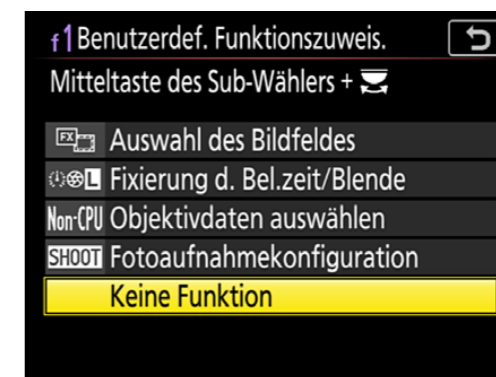 f1 Benutzerdef. Funktionszuweis.
Mitteltaste des Sub-Wählers +
FX Auswahl des Bildfeldes
L Fixierung d. Bel.zeit/Blende
Non-CPU Objektivdaten auswählen
SHOOT Fotoaufnahmekonfiguration
Keine Funktion